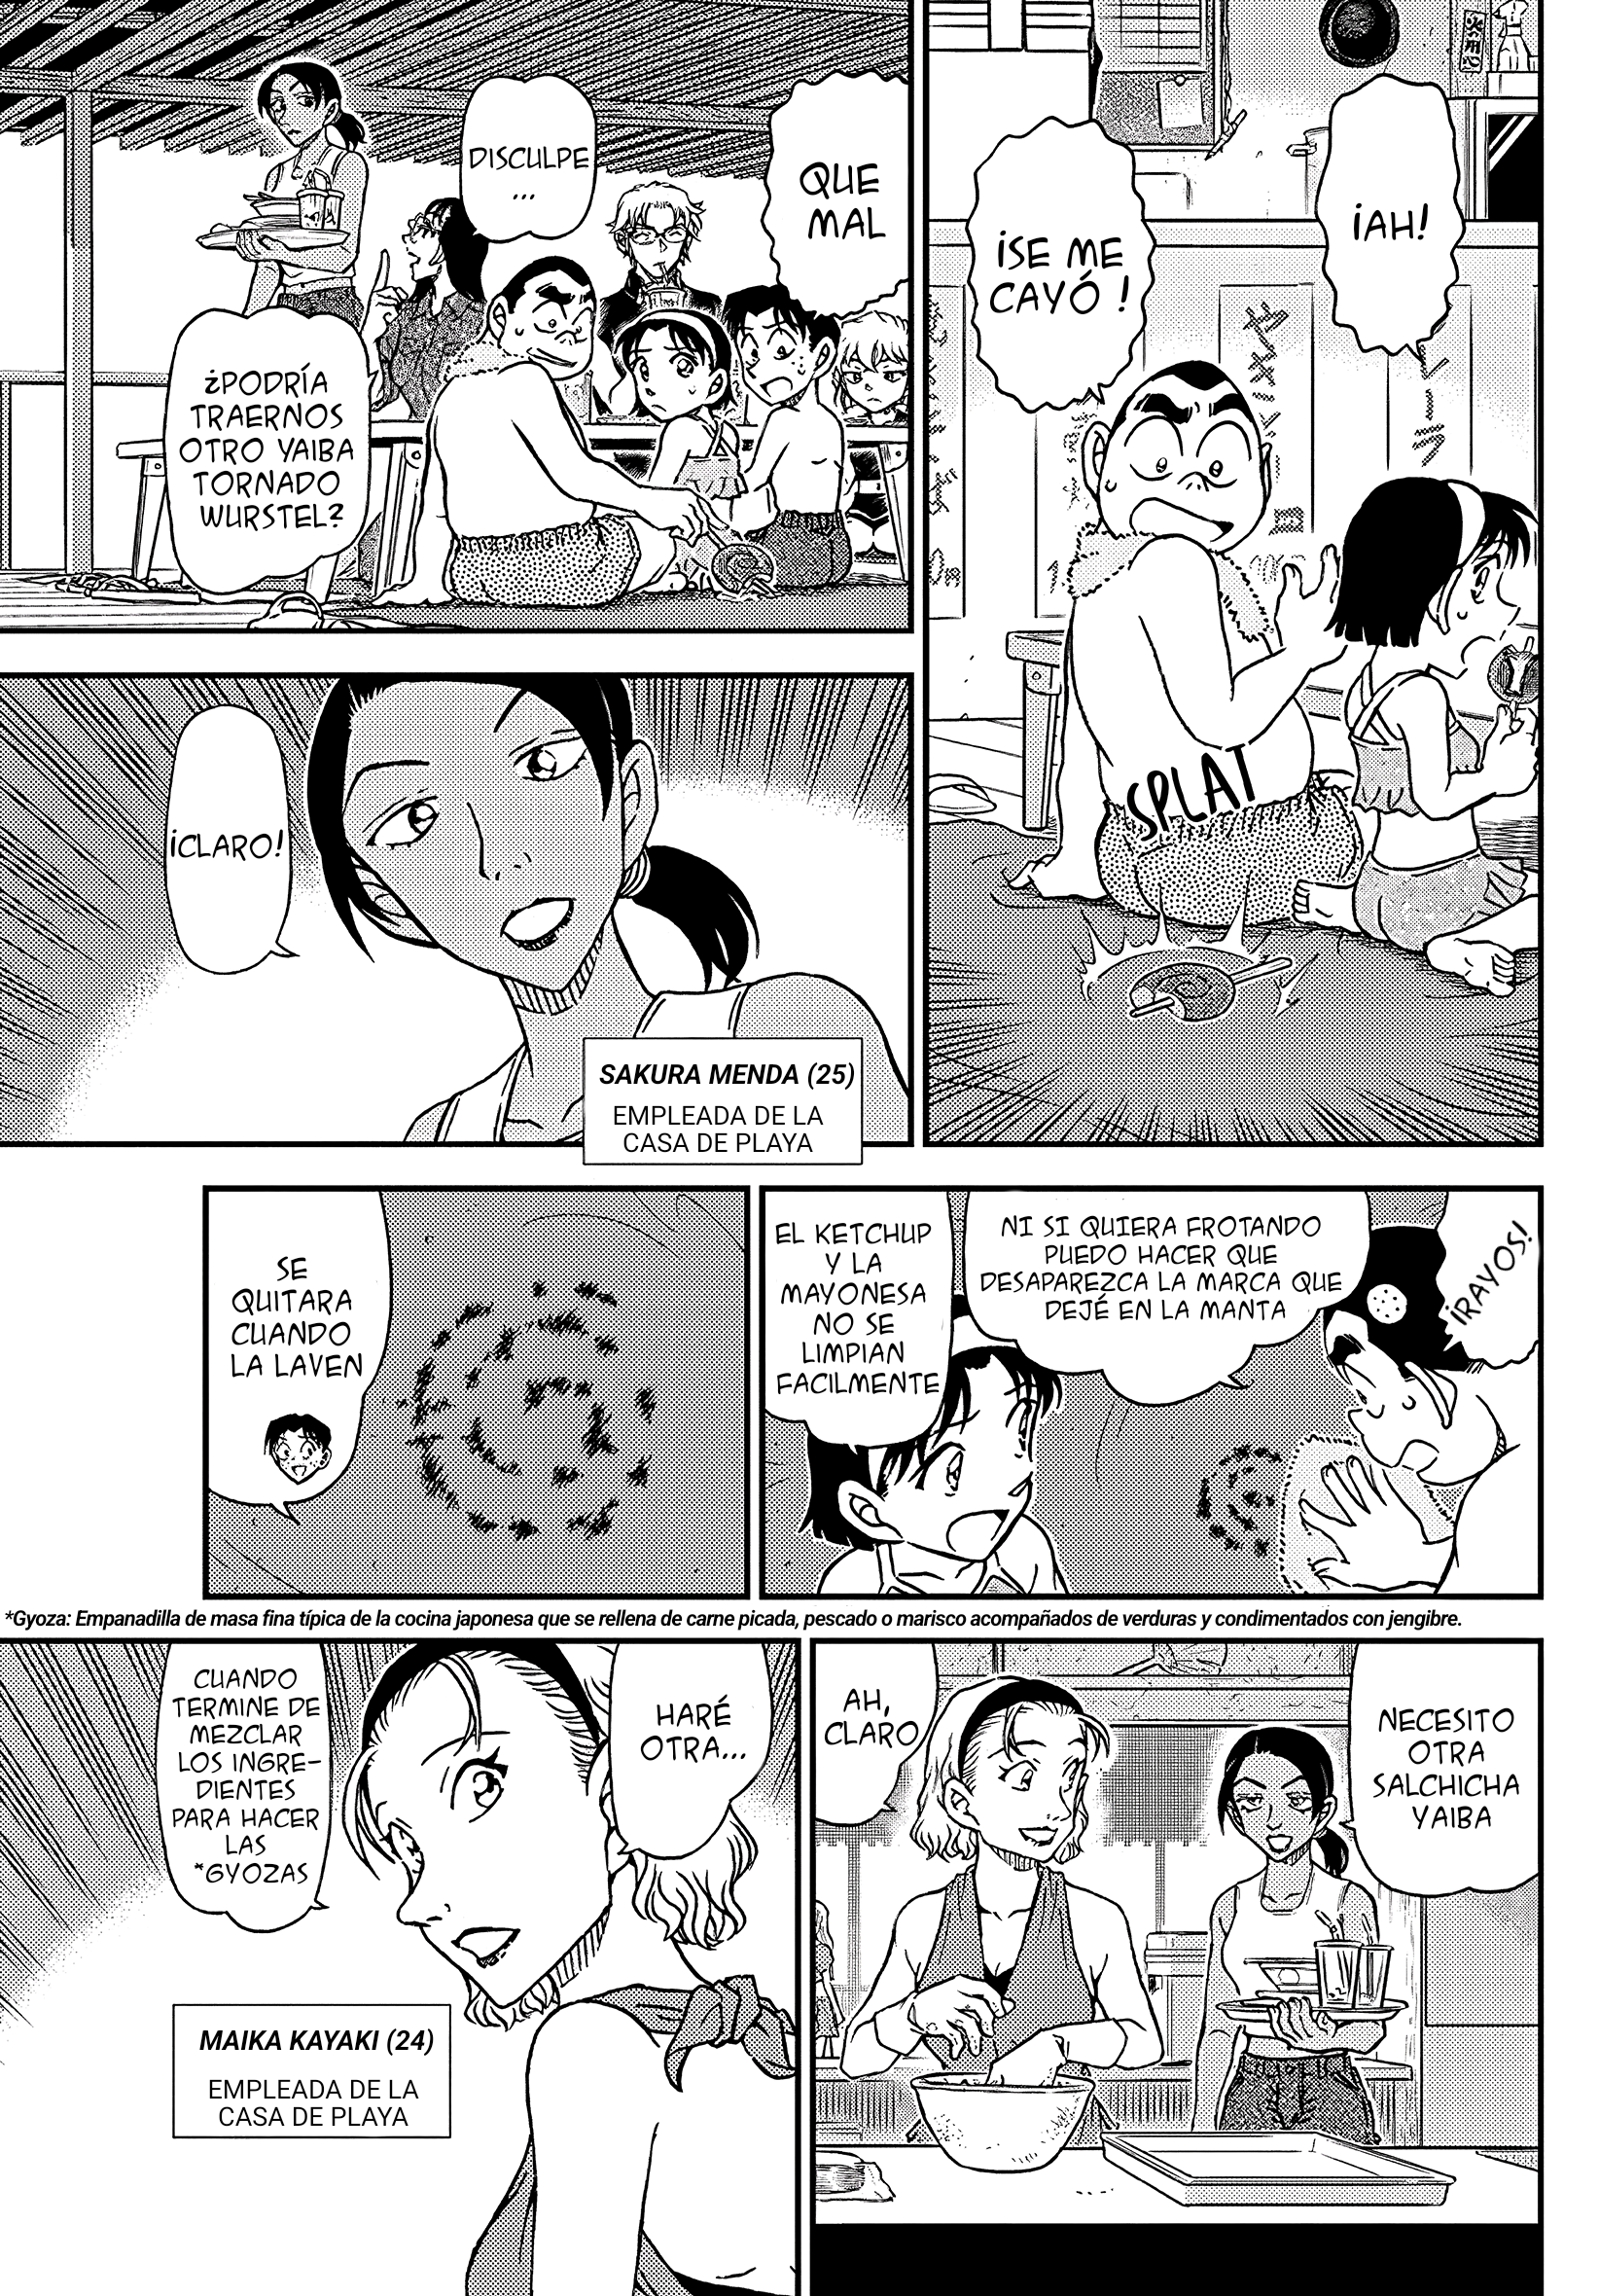 ¡AH!
¡SE ME
CAYÓ !
SPLAT
QUE
MAL
DISCULPE
...
¿PODRÍA
TRAERNOS
OTRO YAIBA
TORNADO
WURSTEL?
¡CLARO!
SAKURA MENDA (25)
EMPLEADA DE LA
CASA DE PLAYA
¡RAYOS!
NI SI QUIERA FROTANDO
PUEDO HACER QUE
DESAPAREZCA LA MARCA QUE
DEJÉ EN LA MANTA
EL KETCHUP
Y LA
MAYONESA
NO SE
LIMPIAN
FACILMENTE
SE
QUITARA
CUANDO
LA LAVEN
*Gyoza: Empanadilla de masa fina típica de la cocina japonesa que se rellena de carne picada, pescado o marisco acompañados de verduras y condimentados con jengibre.
NECESITO
OTRA
SALCHICHA
YAIBA
AH,
CLARO
HARÉ
OTRA...
CUANDO
TERMINE DE
MEZCLAR
LOS INGRE-
DIENTES
PARA HACER
LAS
*GYOZAS
MAIKA KAYAKI (24)
EMPLEADA DE LA
CASA DE PLAYA